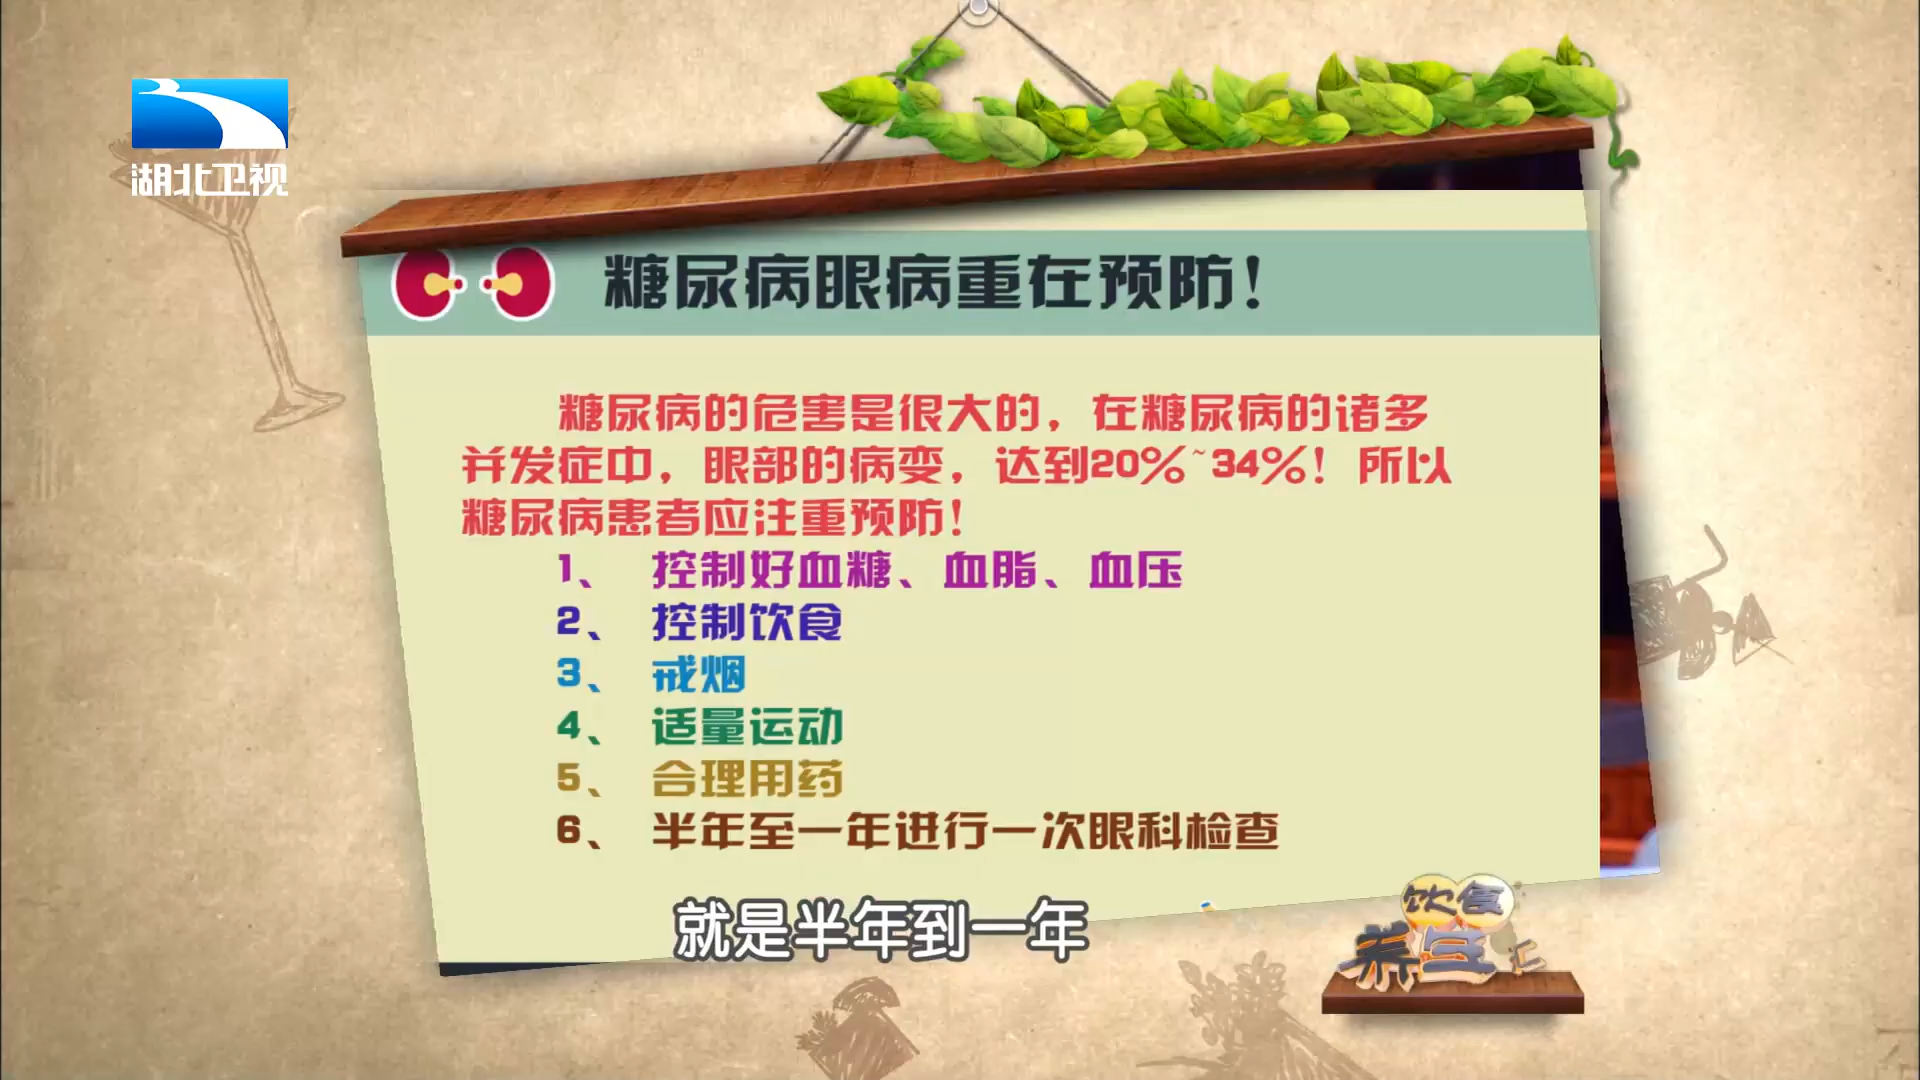 湖北卫视
糖尿病眼病重在预防！
糖尿病的危害是很大的，在糖尿病的诸多
并发症中，眼部的病变，达到20%~34%！所以
糖尿病患者应注重预防！
1、 控制好血糖、血脂、血压
2、 控制饮食
3、 戒烟
4、 适量运动
5、 合理用药
6、 半年至一年进行一次眼科检查
就是半年到一年
饮食
养生汇